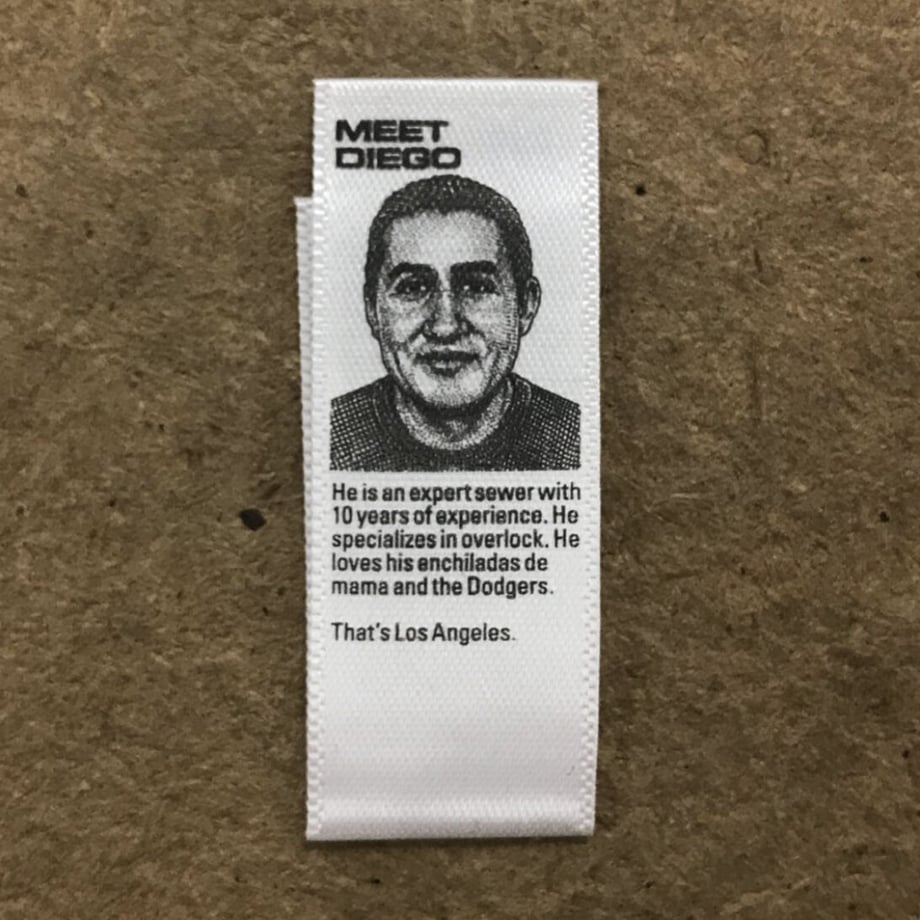 MEET
DIEGO
He is an expert sewer with
10 years of experience. He
specializes in overlock. He
loves his enchiladas de
mama and the Dodgers.
That's Los Angeles.